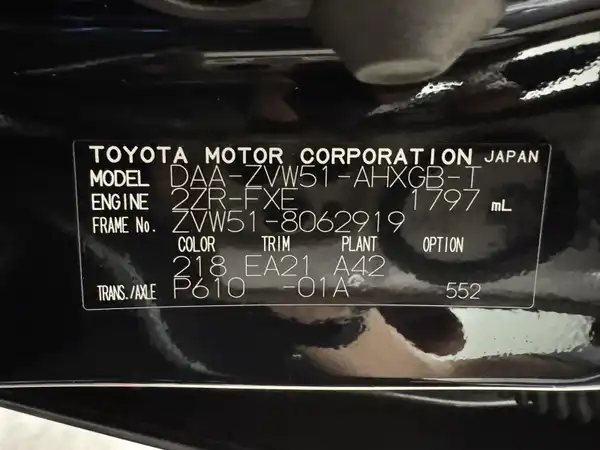 TOYOTA MOTOR CORPORATION JAPAN
MODEL DAA-ZVW51-AHXGB-T
ENGINE 2ZR-FXE 1797 mL
FRAME No. ZVW51-8062919
COLOR TRIM PLANT OPTION
218 EA21 A42
TRANS./AXLE P610 -01A 552